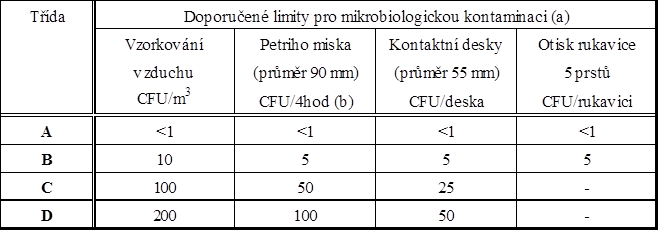 Třída Doporučené limity pro mikrobiologickou kontaminaci (a)
Vzorkování Petriho miska Kontaktní desky Otisk rukavice
vzduchu (průměr 90 mm) (průměr 55 mm) 5 prstů
CFU/m³ CFU/4hod (b) CFU/deska CFU/rukavici
A <1 <1 <1 <1
B 10 5 5 5
C 100 50 25 -
D 200 100 50 -